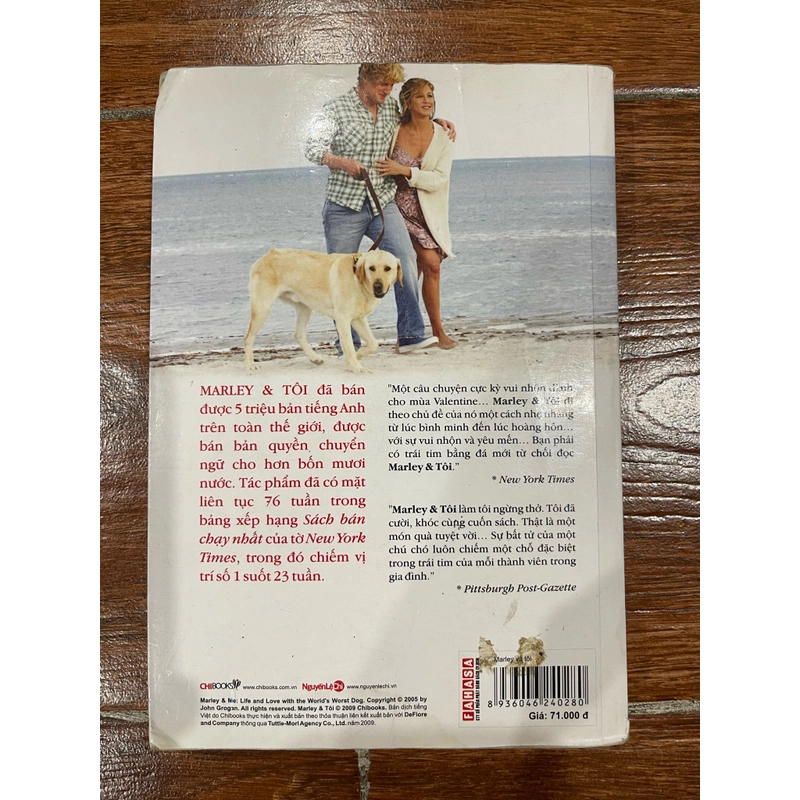 MARLEY & TÔI đã bán
được 5 triệu bản tiếng Anh
trên toàn thế giới, được
bán bản quyền chuyển
ngữ cho hơn bốn mươi
nước. Tác phẩm đã có mặt
liên tục 76 tuần trong
bảng xếp hạng Sách bán
chạy nhất của tờ New York
Times, trong đó chiếm vị
trí số 1 suốt 23 tuần.
"Một câu chuyện cực kỳ vui nhộn dành
cho mùa Valentine… Marley & Tôi đi
theo chủ đề của nó một cách nhẹ nhàng
từ lúc bình minh đến lúc hoàng hôn…
với sự vui nhộn và yêu mến… Bạn phải
có trái tim bằng đá mới từ chối đọc
Marley & Tôi."
* New York Times
"Marley & Tôi làm tôi ngừng thở. Tôi đã
cười, khóc cùng cuốn sách. Thật là một
món quà tuyệt vời… Sự bất tử của một
chú chó luôn chiếm một chỗ đặc biệt
trong trái tim của mỗi thành viên trong
gia đình."
* Pittsburgh Post-Gazette
CHIBOOKS www.chibooks.com.vn NguyễnLệChi www.nguyenlechi.vn
Marley & Me: Life and Love with the World's Worst Dog. Copyright © 2005 by
John Grogan. All rights reserved. Marley & Tôi © 2009 Chibooks. Bản dịch tiếng
Việt do Chibooks thực hiện và xuất bản theo thỏa thuận liên kết xuất bản với DeFiore
and Company thông qua Tuttle-Mori Agency Co., Ltd. năm 2009.
FAHASA
Marley và tôi
8 936046 240280
Giá: 71.000 đ